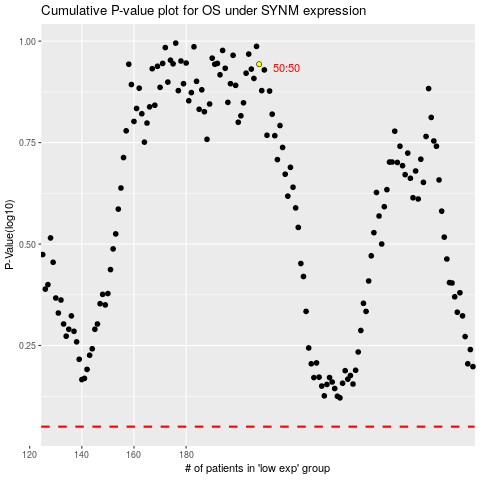 Cumulative P-value plot for OS under SYNM expression
1.00
50:50
0.75
P-Value(log10)
0.50
0.25
120 140 160 180
# of patients in 'low exp' group